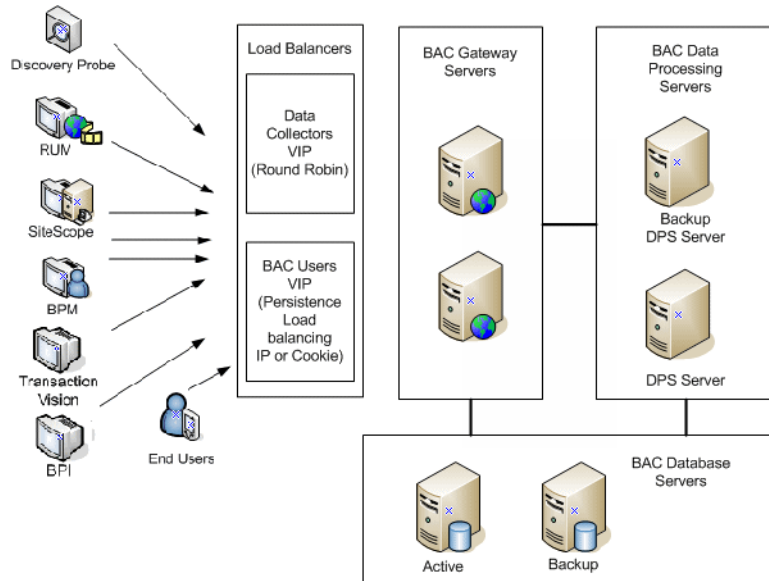 Discovery Probe
RUM
SiteScope
BPM
Transaction
Vision
BPI
End Users
Load Balancers
Data
Collectors
VIP
(Round Robin)
BAC Users
VIP
(Persistence
Load
balancing
IP or Cookie)
BAC Gateway
Servers
BAC Data
Processing
Servers
Backup
DPS Server
DPS Server
BAC Database
Servers
Active
Backup